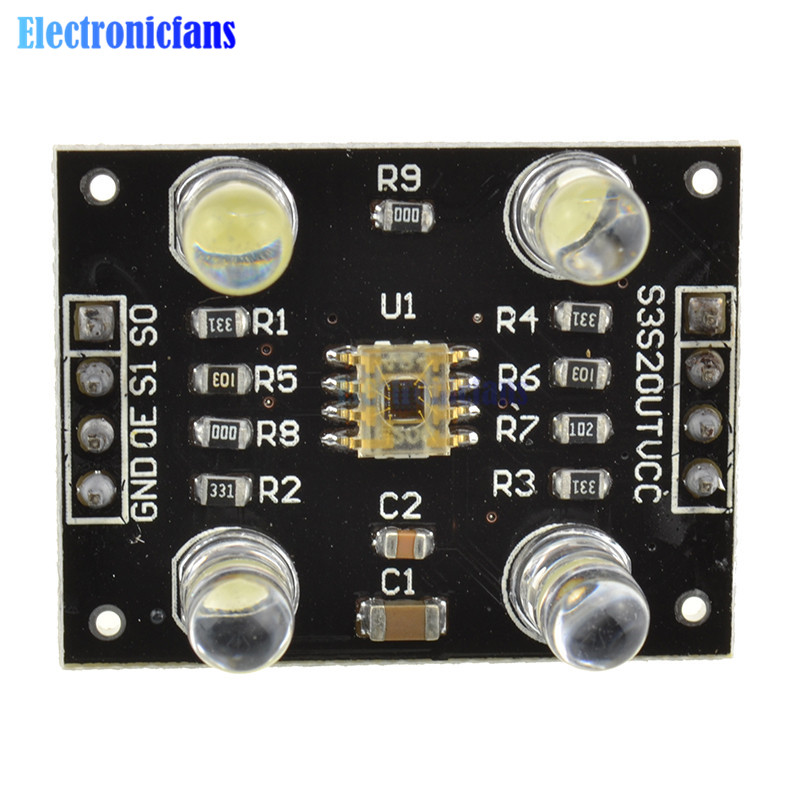 Electronicfans
R9
U1
S0
S1
OE
GND
331 R1
103 R5
000 R8
331 R2
000
R4 331
R6 103
R7 102
R3 331
S3 S2 OUT VCC
C2
C1